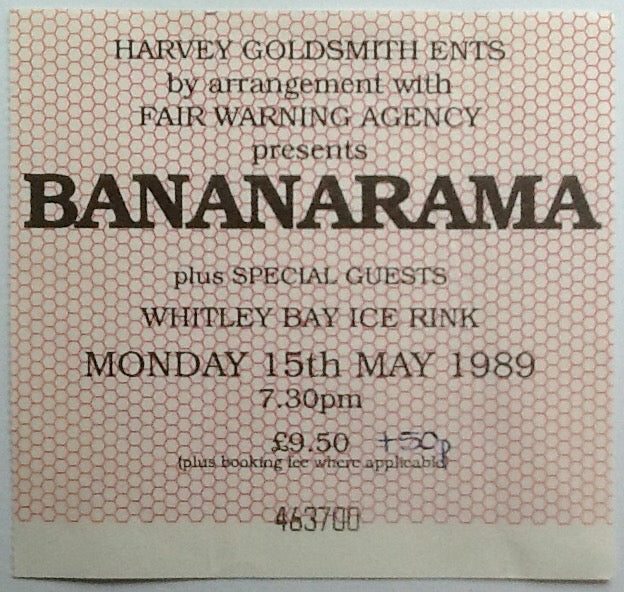 HARVEY GOLDSMITH ENTS
by arrangement with
FAIR WARNING AGENCY
presents
BANANARAMA
plus SPECIAL GUESTS
WHITLEY BAY ICE RINK
MONDAY 15th MAY 1989
7.30pm
£9.50 +50p
(plus booking fee where applicable)
463700